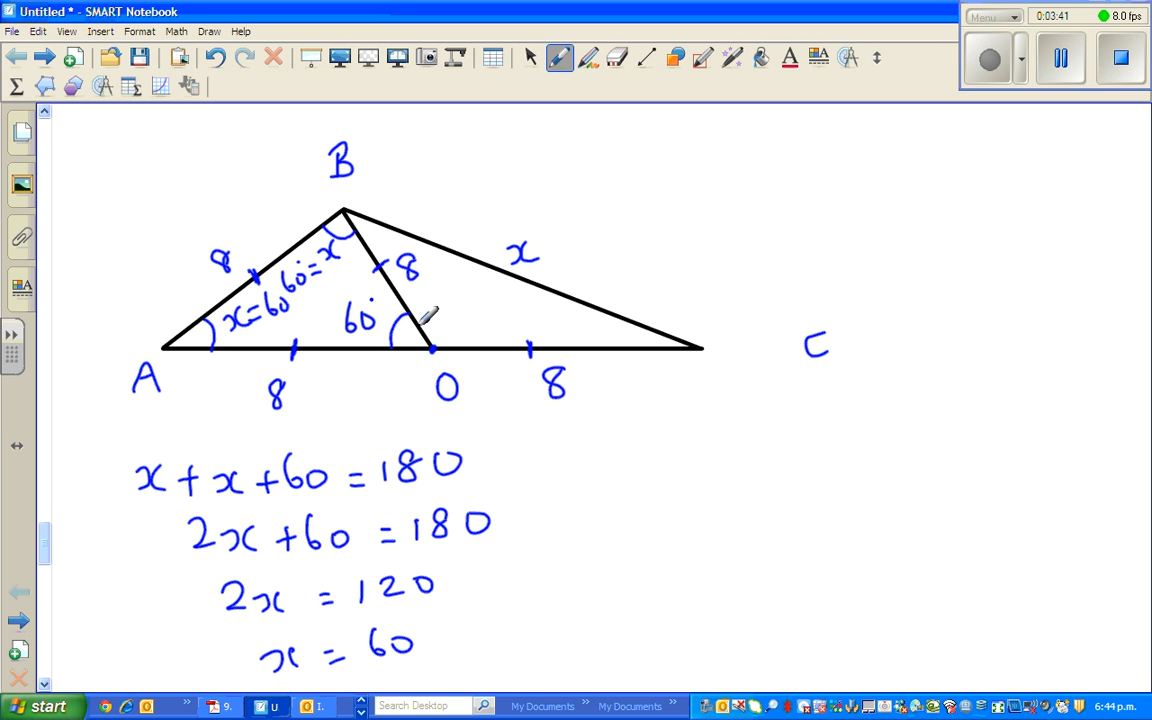 Untitled * - SMART Notebook
Menu
0:03:41
8.0 fps
File Edit View Insert Format Math Draw Help
B
8
60°=x
8
x
x=60
60°
A
8
O
8
C
x + x + 60 = 180
2x + 60 = 180
2x = 120
x = 60
start
9.
U
I.
Search Desktop
My Documents
»
My Documents
»
6:44 p.m.